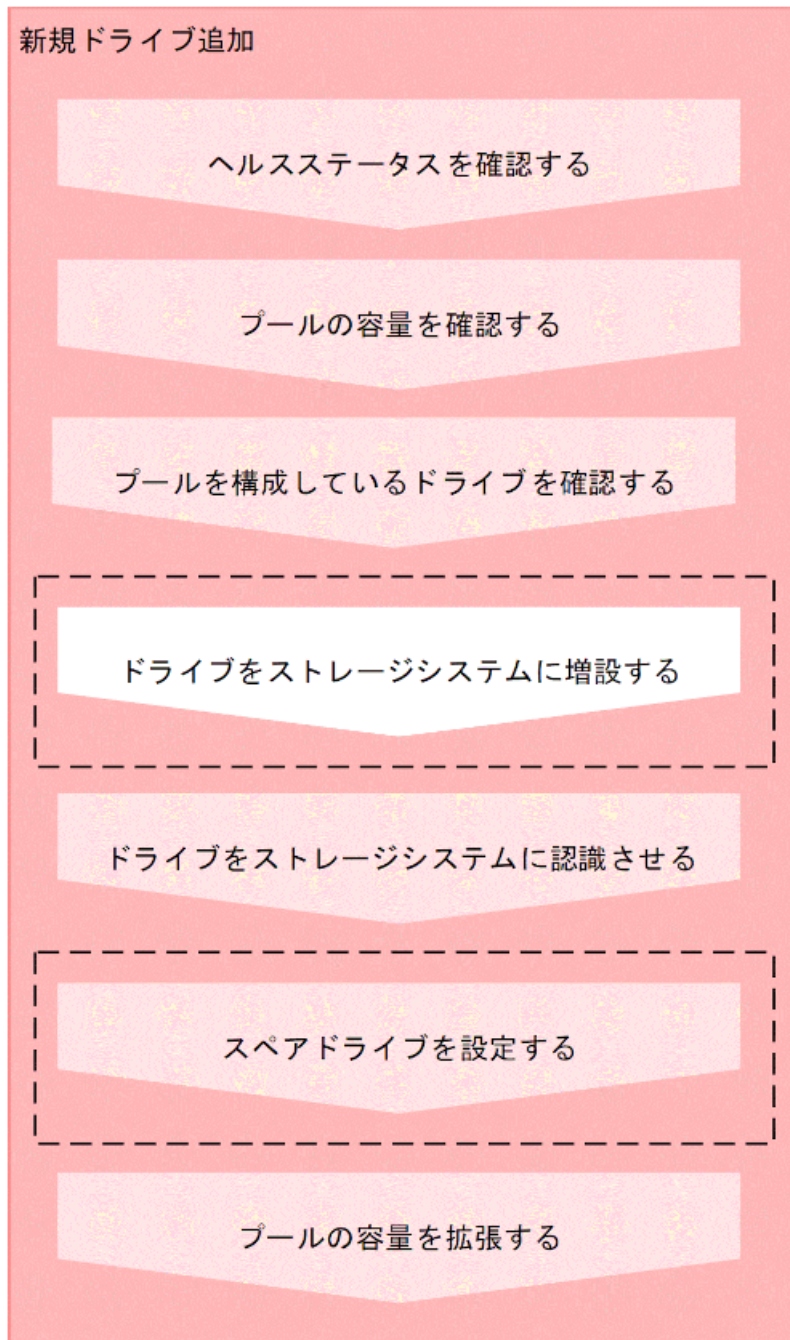 新規ドライブ追加
ヘルスステータスを確認する
プールの容量を確認する
プールを構成しているドライブを確認する
ドライブをストレージシステムに増設する
ドライブをストレージシステムに認識させる
スペアドライブを設定する
プールの容量を拡張する